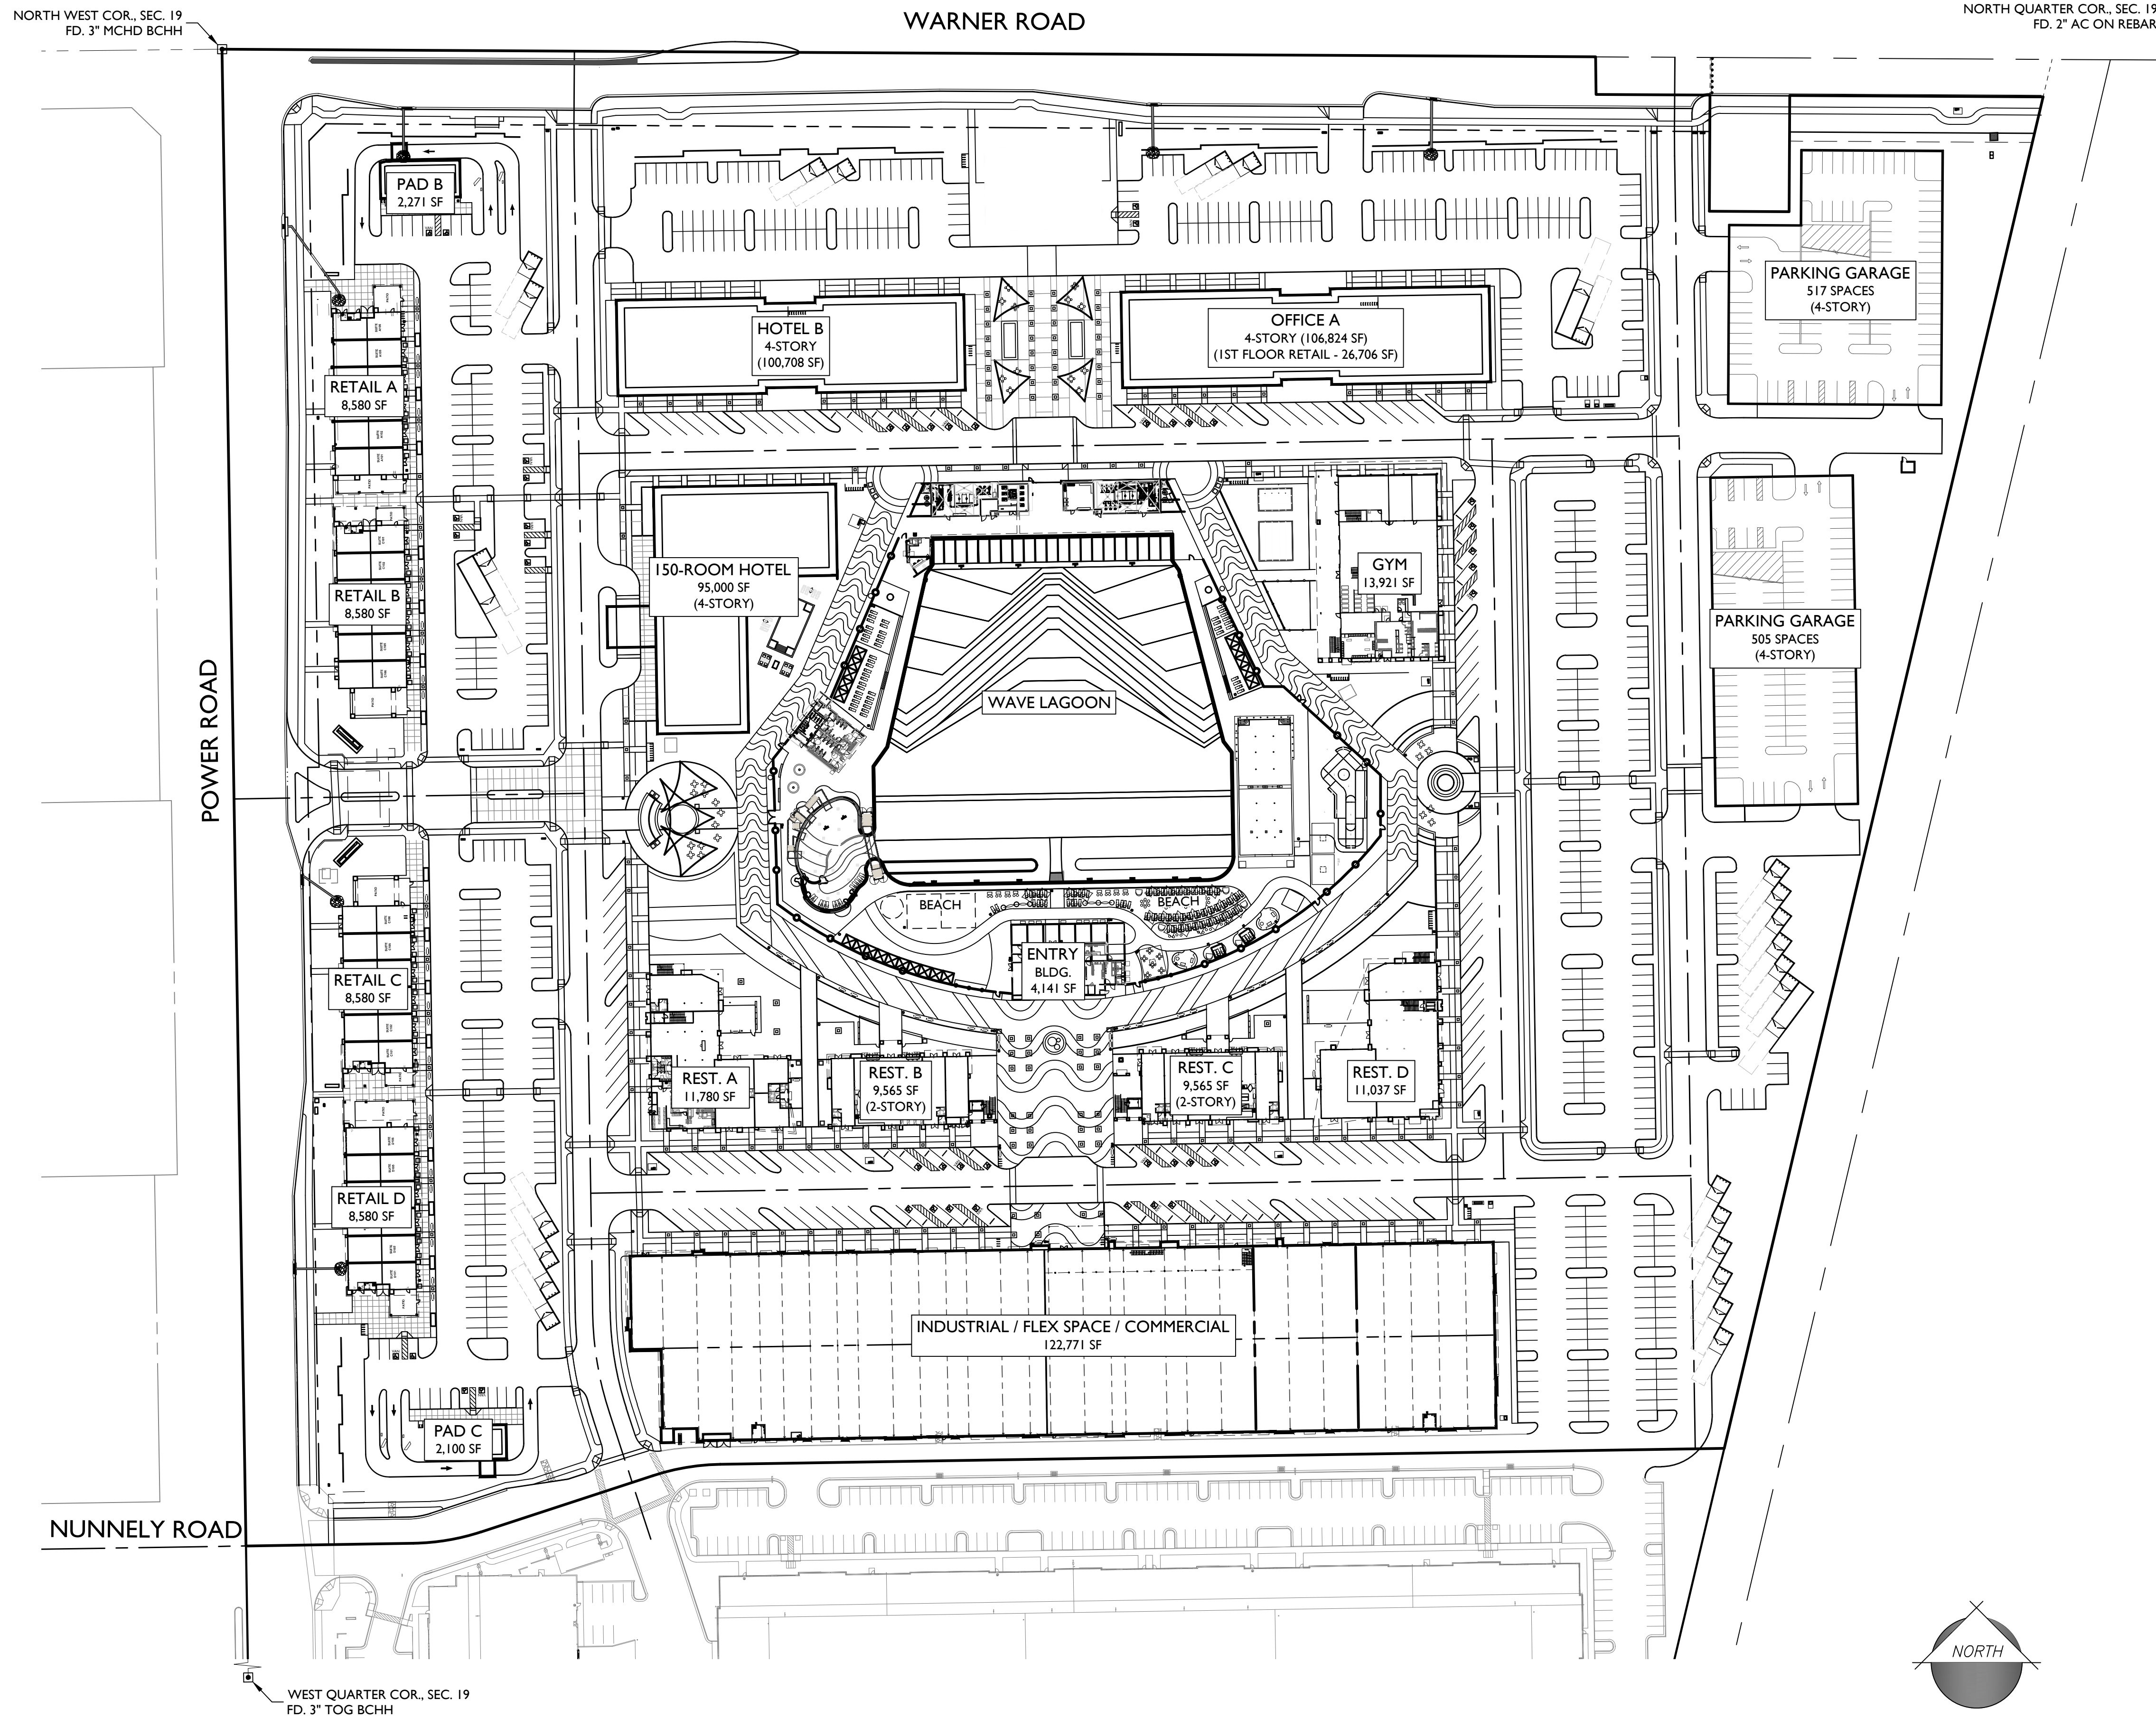 NORTH WEST COR., SEC. 19
FD. 3" MCHD BCHH
WARNER ROAD
NORTH QUARTER COR., SEC. 19
FD. 2" AC ON REBAR
PAD B
2,271 SF
PARKING GARAGE
517 SPACES
(4-STORY)
HOTEL B
4-STORY
(100,708 SF)
OFFICE A
4-STORY (106,824 SF)
(1ST FLOOR RETAIL - 26,706 SF)
RETAIL A
8,580 SF
150-ROOM HOTEL
95,000 SF
(4-STORY)
GYM
13,921 SF
RETAIL B
8,580 SF
PARKING GARAGE
505 SPACES
(4-STORY)
POWER ROAD
WAVE LAGOON
BEACH
BEACH
ENTRY
BLDG.
4,141 SF
RETAIL C
8,580 SF
REST. A
11,780 SF
REST. B
9,565 SF
(2-STORY)
REST. C
9,565 SF
(2-STORY)
REST. D
11,037 SF
RETAIL D
8,580 SF
INDUSTRIAL / FLEX SPACE / COMMERCIAL
122,771 SF
PAD C
2,100 SF
NUNNELY ROAD
NORTH
WEST QUARTER COR., SEC. 19
FD. 3" TOG BCHH